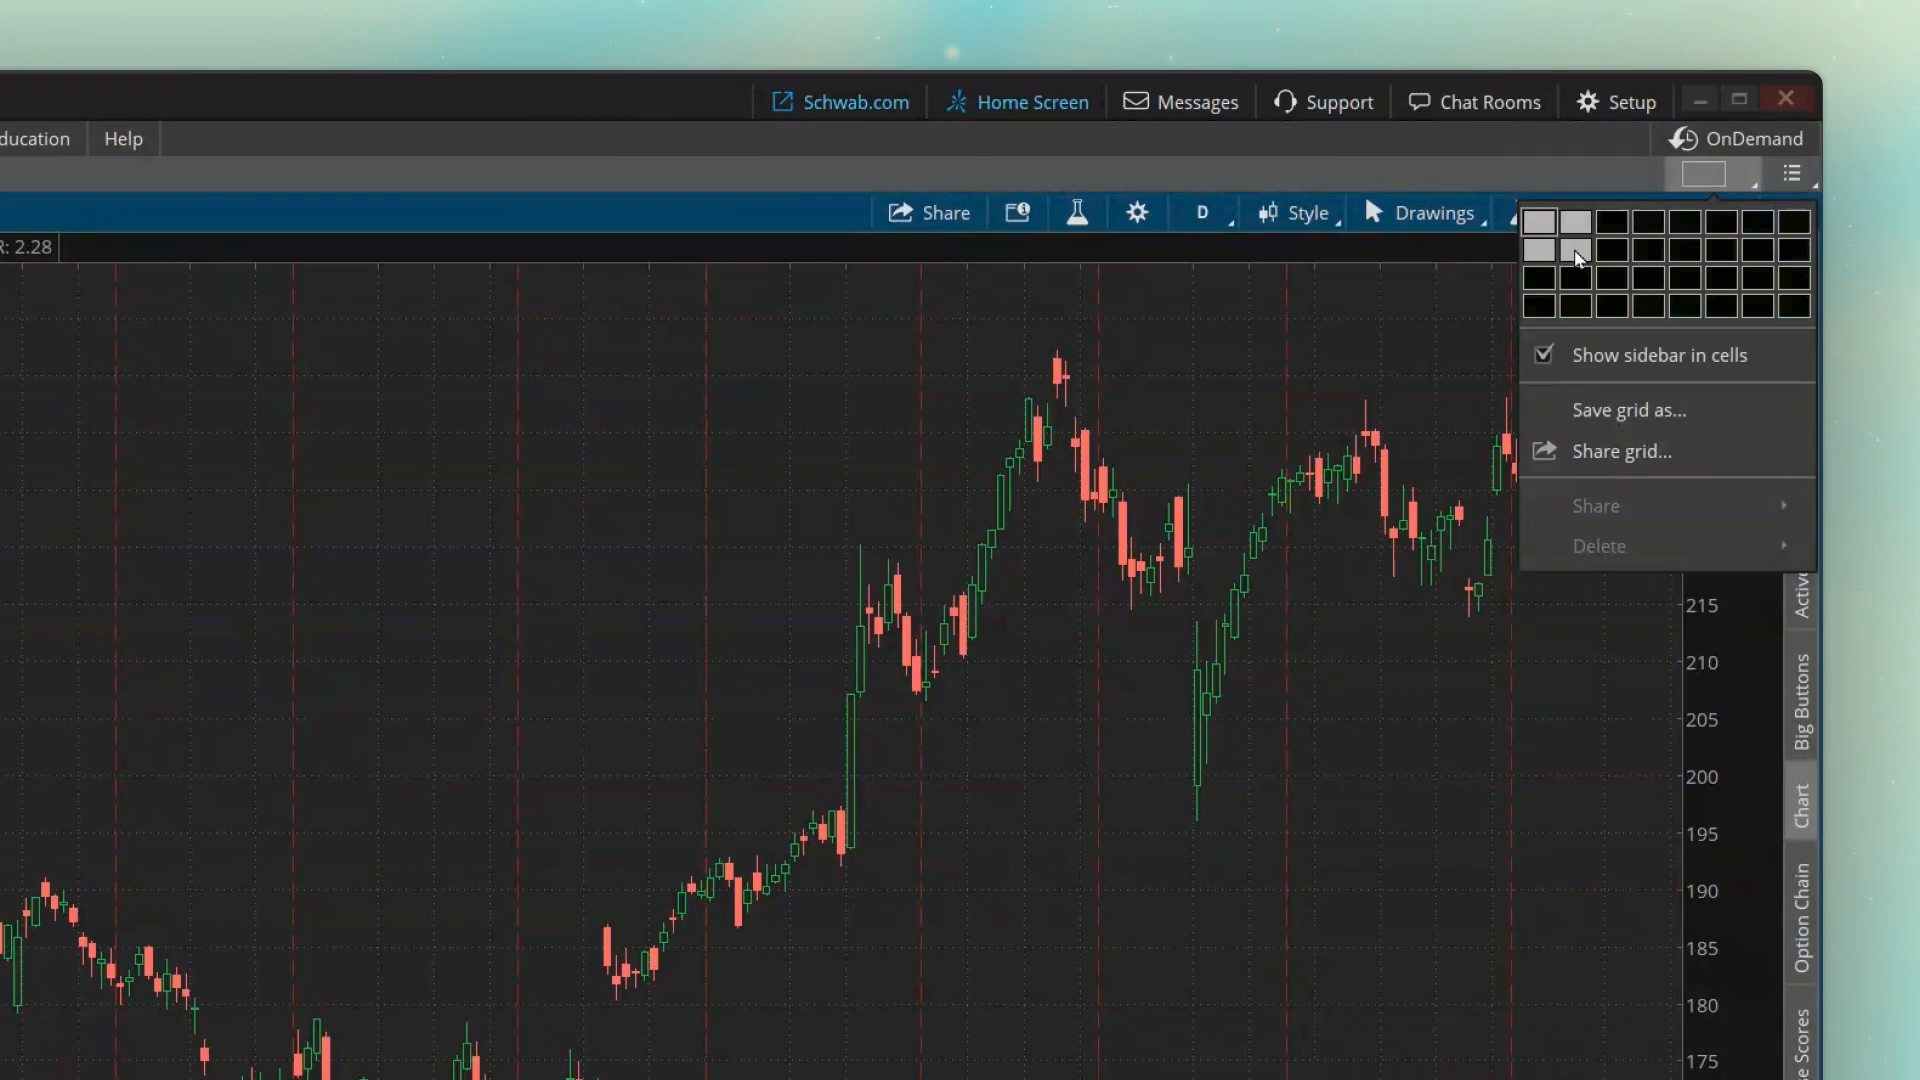 Schwab.com
Home Screen
Messages
Support
Chat Rooms
Setup
ducation
Help
OnDemand
Share
D
Style
Drawings
R: 2.28
Show sidebar in cells
Save grid as...
Share grid...
Share
Delete
215
210
205
200
195
190
185
180
175
Active
Big Buttons
Chart
Option Chain
e Scores